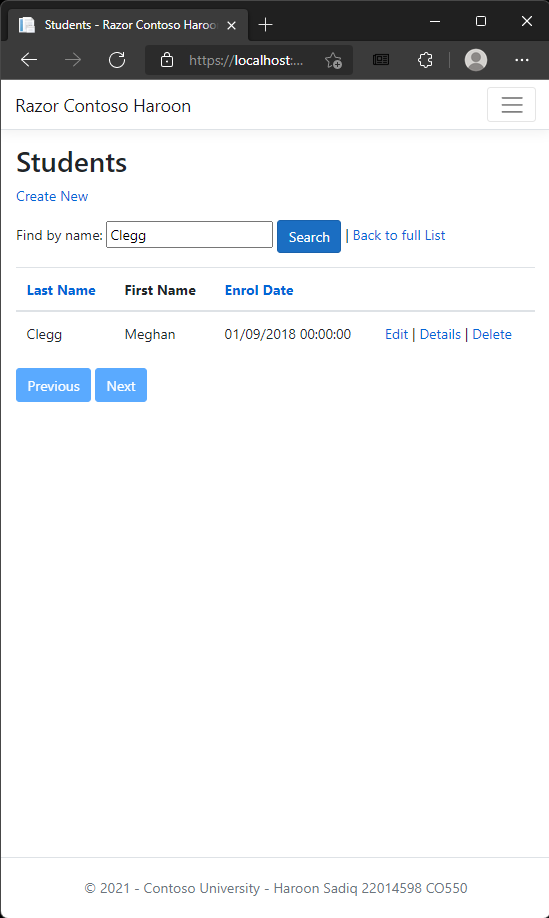 Students - Razor Contoso Haroo
https://localhost:...
Razor Contoso Haroon
Students
Create New
Find by name: Clegg Search | Back to full List
Last Name First Name Enrol Date
Clegg Meghan 01/09/2018 00:00:00 Edit | Details | Delete
Previous Next
© 2021 - Contoso University - Haroon Sadiq 22014598 CO550